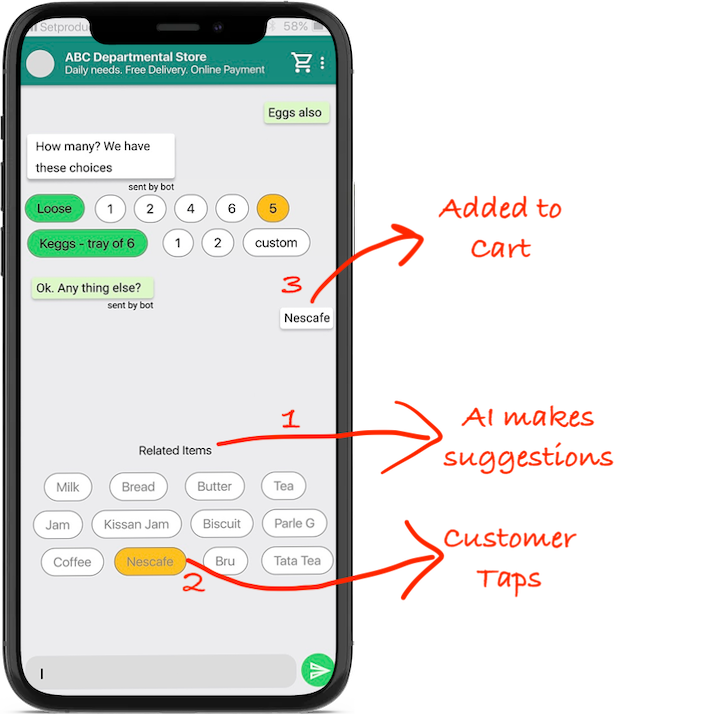 Setprodu 58%
ABC Departmental Store
Daily needs. Free Delivery. Online Payment
Eggs also
How many? We have
these choices
sent by bot
Loose 1 2 4 6 5
Keggs - tray of 6 1 2 custom
Added to
Cart
Ok. Any thing else?
sent by bot
3
Nescafe
1
AI makes
suggestions
Related Items
Milk Bread Butter Tea
Jam Kissan Jam Biscuit Parle G
Coffee Nescafe Bru Tata Tea
2
Customer
Taps